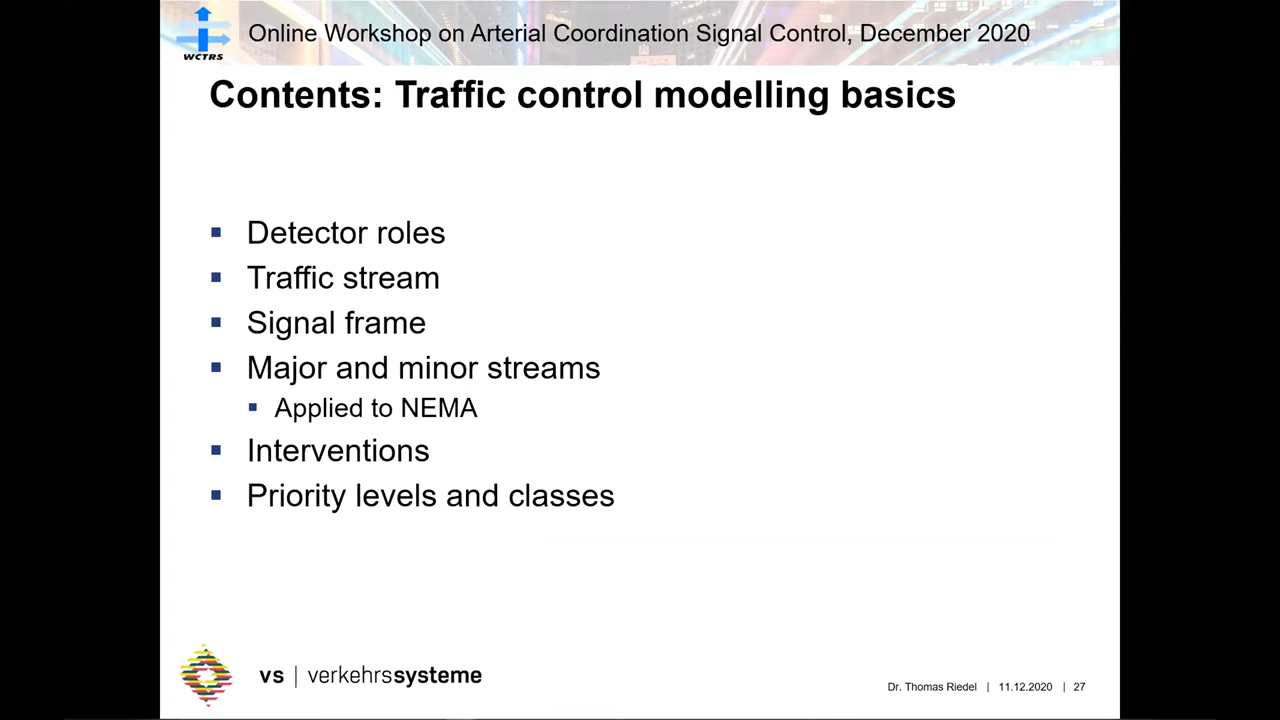 Online Workshop on Arterial Coordination Signal Control, December 2020
WCTRS
Contents: Traffic control modelling basics
Detector roles
Traffic stream
Signal frame
Major and minor streams
Applied to NEMA
Interventions
Priority levels and classes
vs | verkehrssysteme
Dr. Thomas Riedel | 11.12.2020 | 27